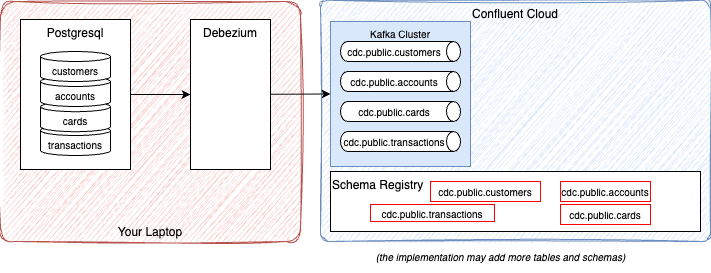 Postgresql
customers
accounts
cards
transactions
Debezium
Your Laptop
Confluent Cloud
Kafka Cluster
cdc.public.customers
cdc.public.accounts
cdc.public.cards
cdc.public.transactions
Schema Registry
cdc.public.customers
cdc.public.accounts
cdc.public.transactions
cdc.public.cards
(the implementation may add more tables and schemas)